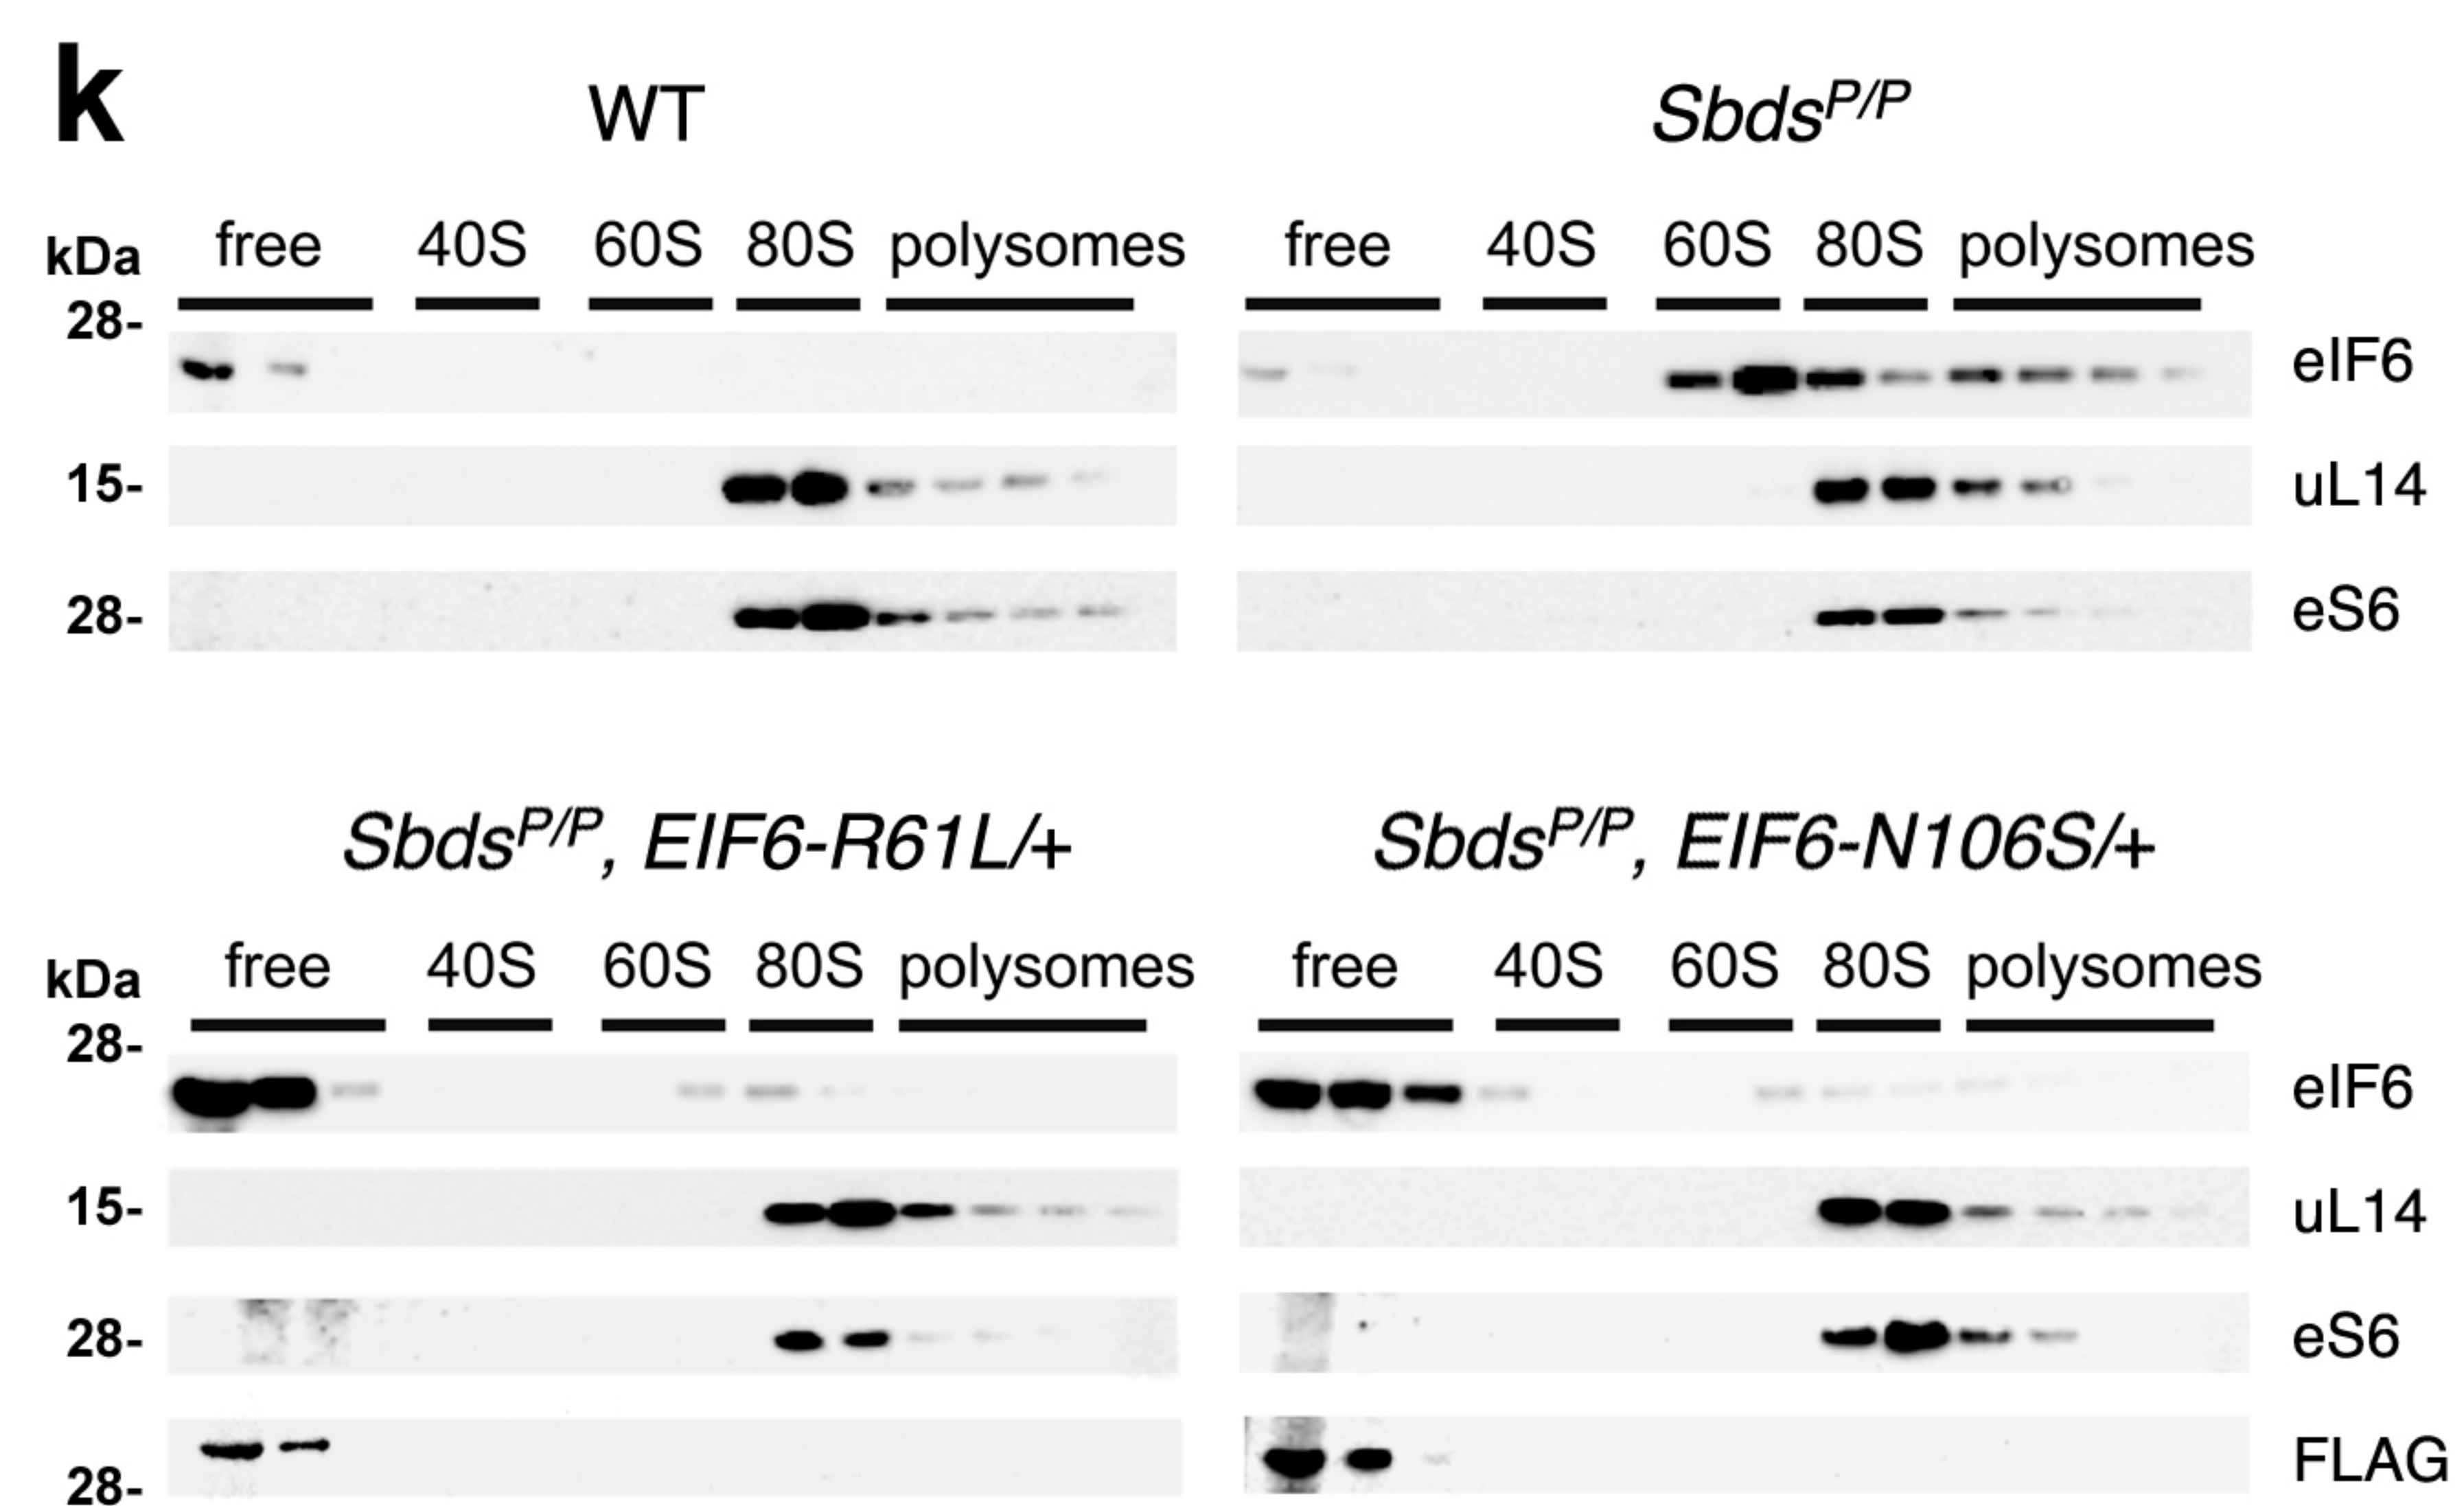 k
WT
Sbds^P/P
kDa free 40S 60S 80S polysomes free 40S 60S 80S polysomes
28- eIF6
15- uL14
28- eS6
Sbds^P/P, EIF6-R61L/+
Sbds^P/P, EIF6-N106S/+
kDa free 40S 60S 80S polysomes free 40S 60S 80S polysomes
28- eIF6
15- uL14
28- eS6
28- FLAG